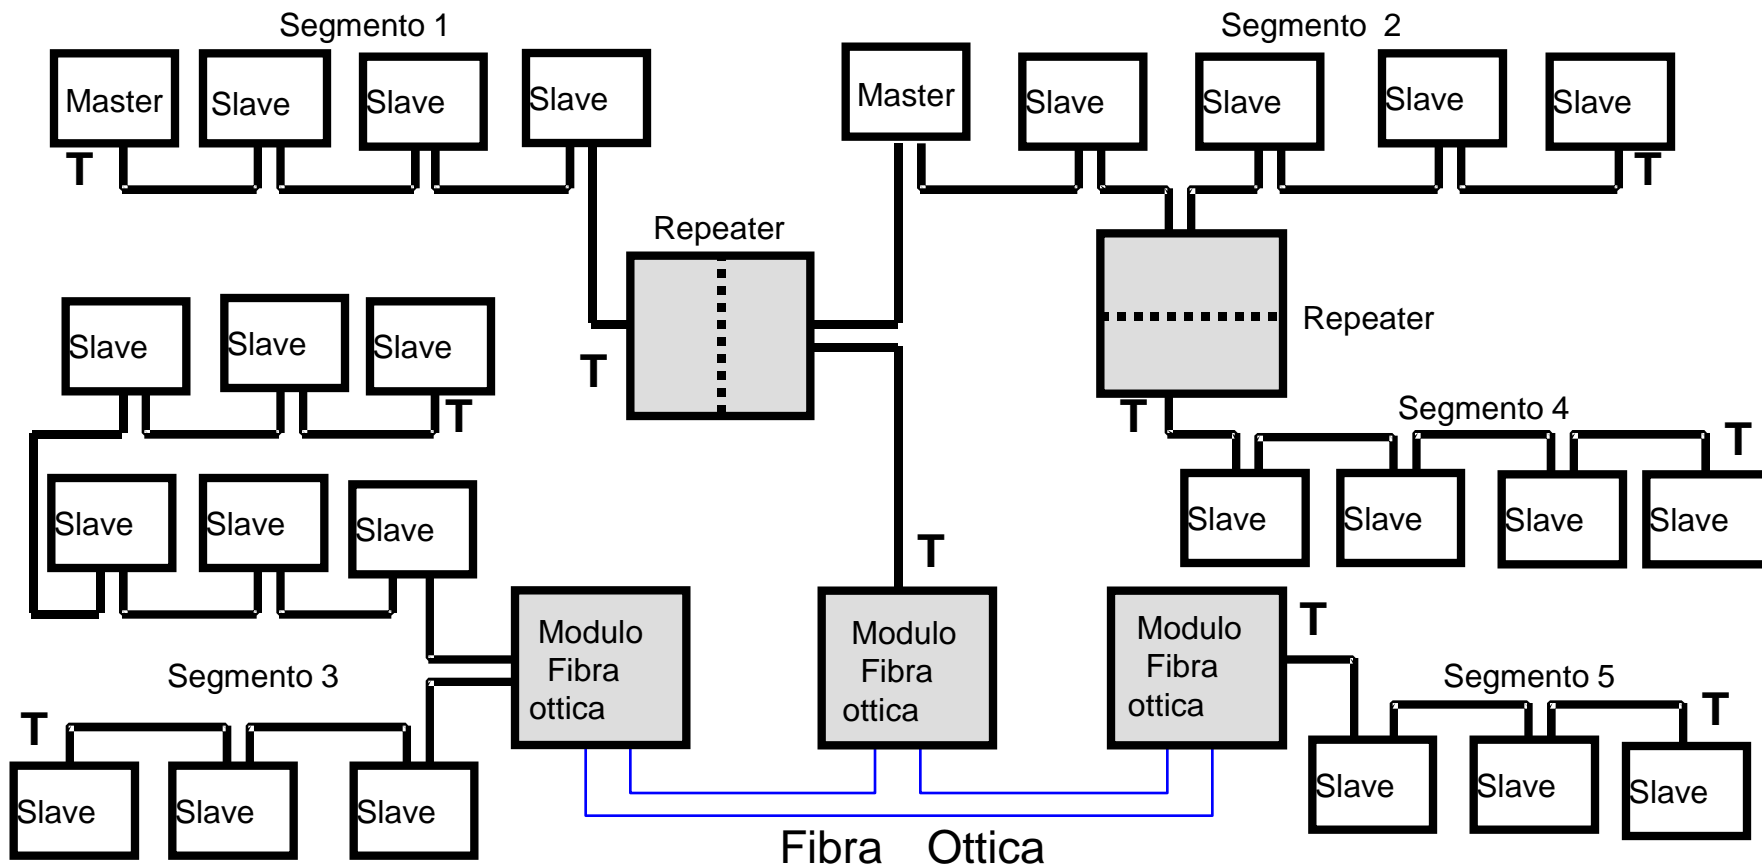 Segmento 1
Segmento 2
Master
Slave
Slave
Slave
Master
Slave
Slave
Slave
Slave
T
T
Repeater
Repeater
T
Slave
Slave
Slave
T
T
Segmento 4
T
Slave
Slave
Slave
Slave
Slave
Slave
Slave
T
Modulo
Fibra
ottica
Modulo
Fibra
ottica
Modulo
Fibra
ottica
T
Segmento 3
Segmento 5
T
T
Slave
Slave
Slave
Slave
Slave
Slave
Fibra Ottica